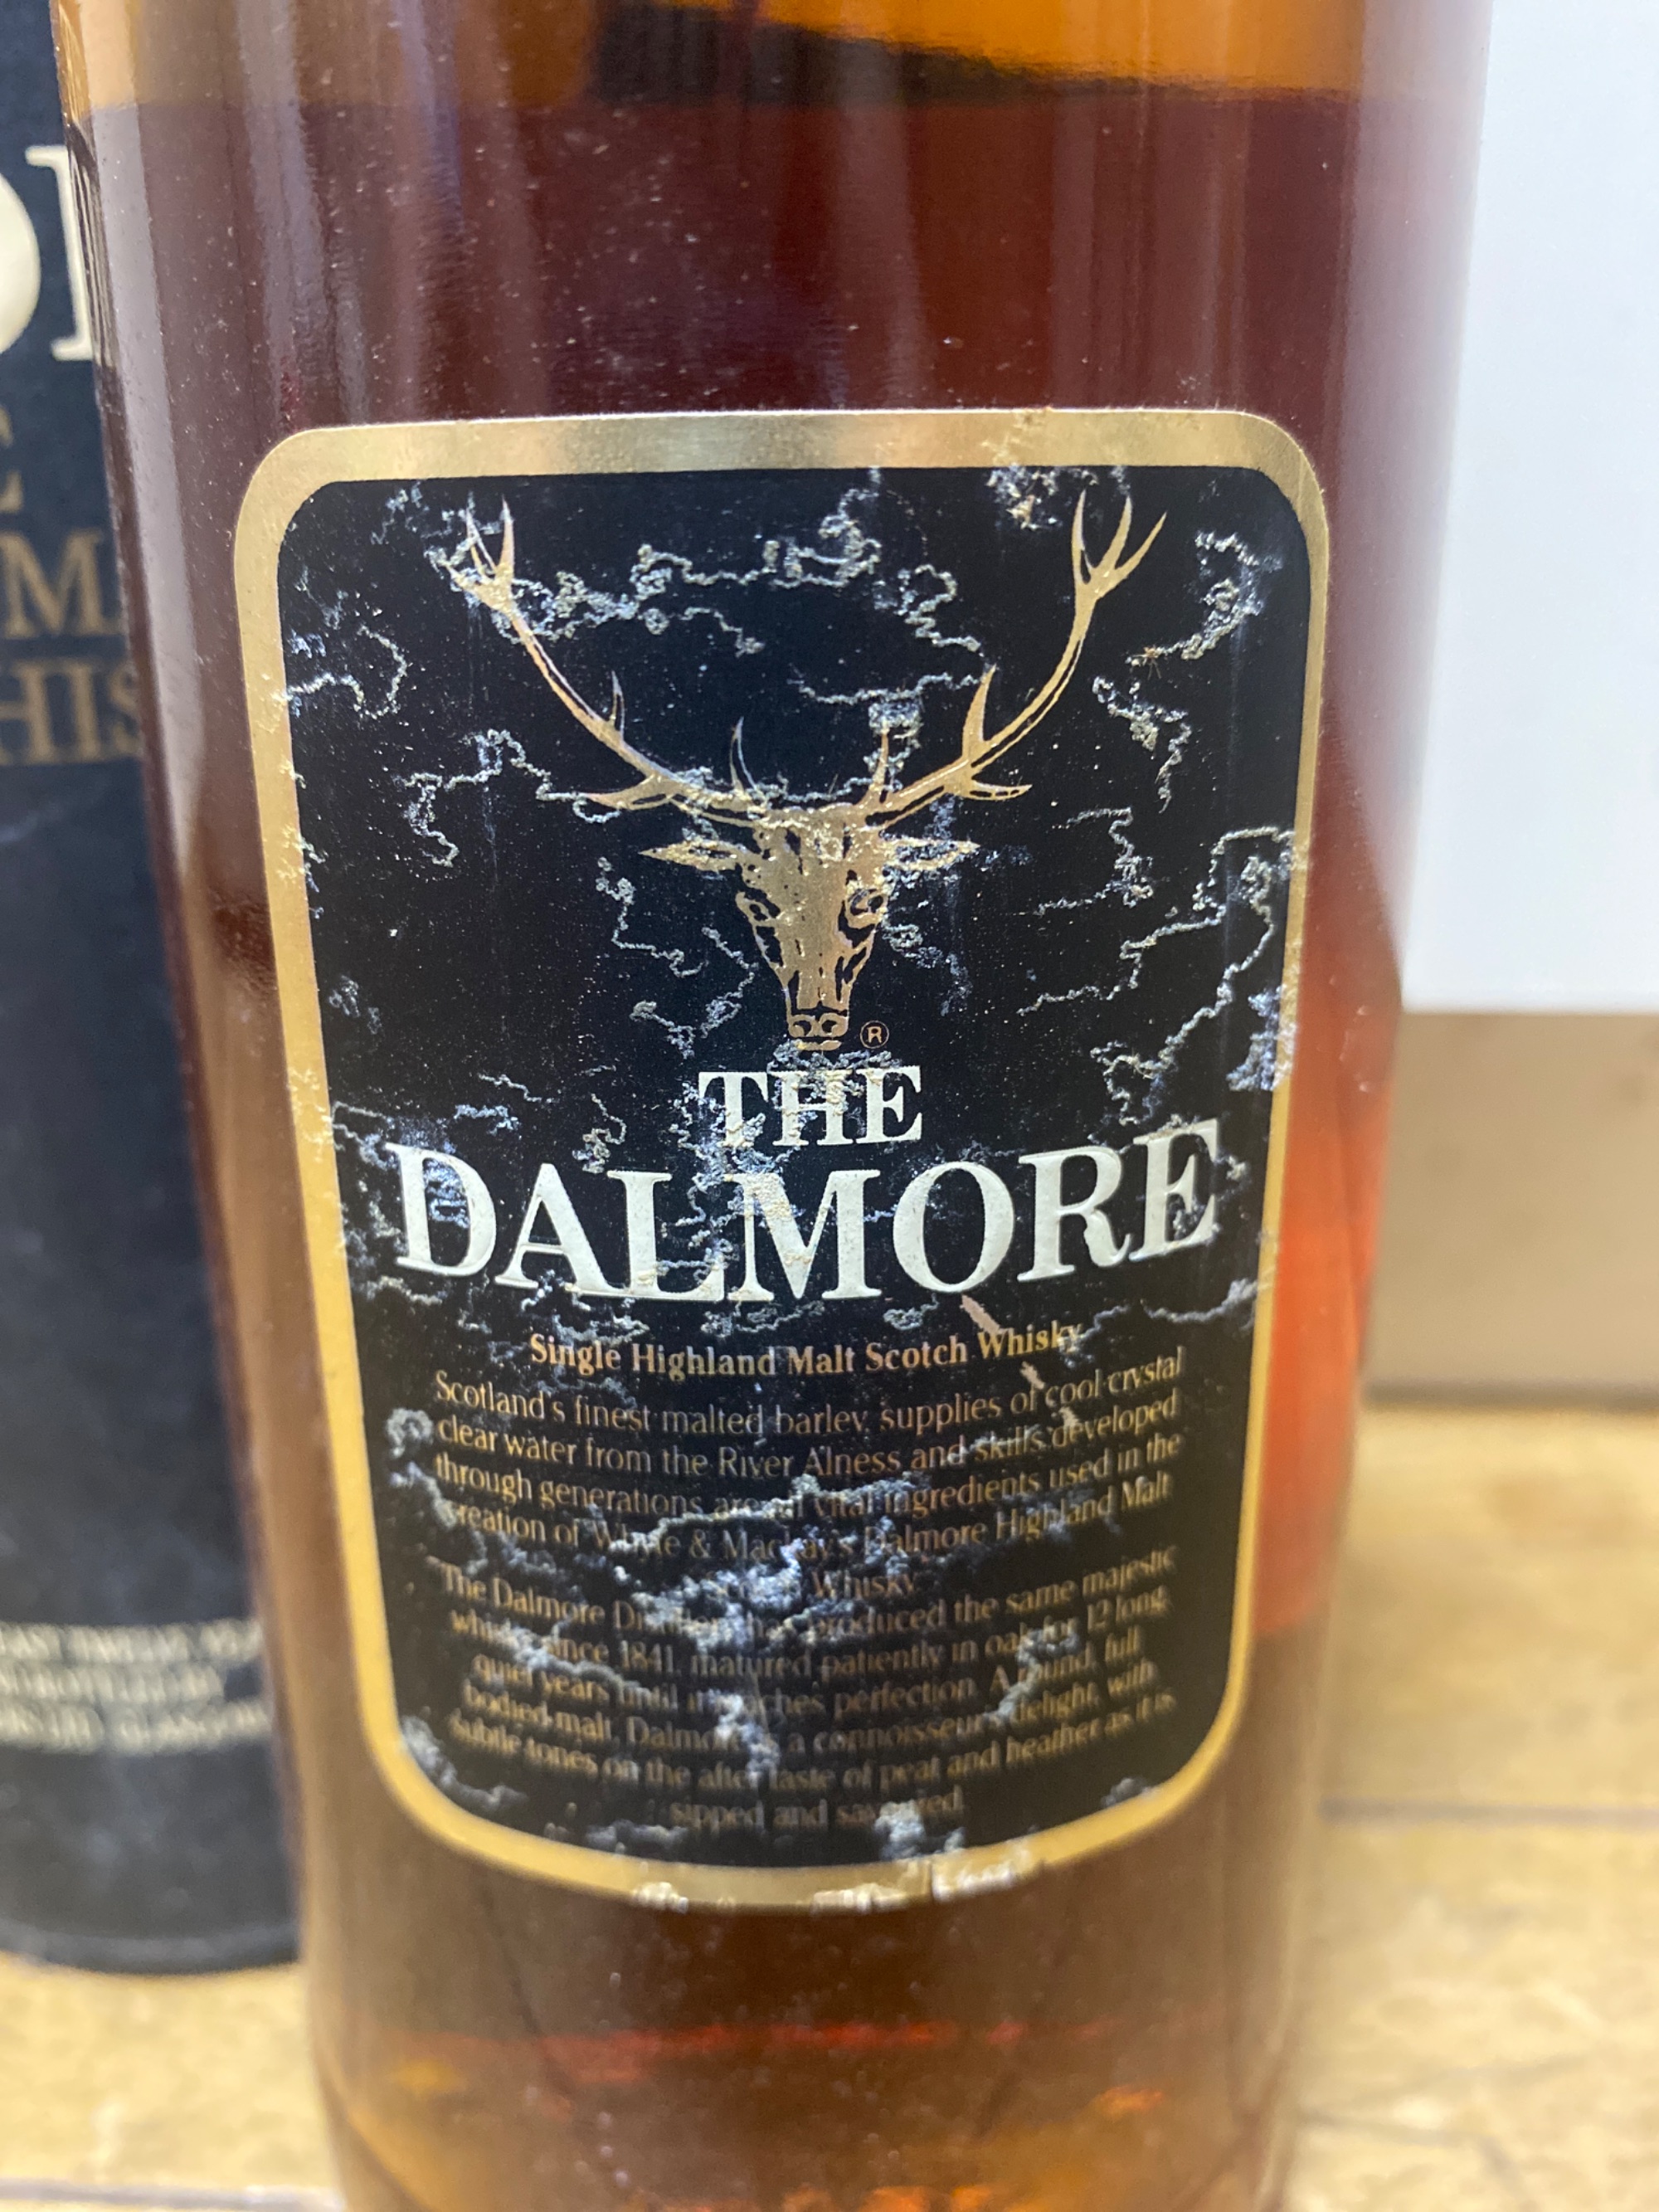 ®
THE
DALMORE
Single Highland Malt Scotch Whisky
Scotland's finest malted barley, supplies of cool crystal
clear water from the River Alness and skills developed
through generations are all vital ingredients used in the
creation of Whyte & Mackay's Dalmore Highland Malt
Scotch Whisky
The Dalmore Distillery has produced the same majestic
whisky since 1841, matured patiently in oak for 12 long
quiet years until it reaches perfection. A round, full
bodied malt, Dalmore is a connoisseur's delight, with
subtle tones on the after taste of peat and heather as it is
sipped and savoured.
MA
HIS